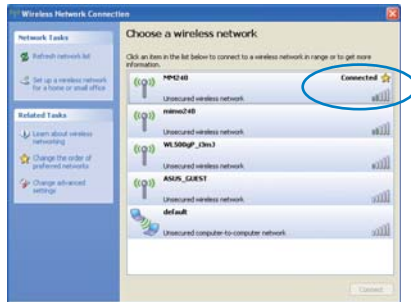 Wireless Network Connection
Network Tasks
Refresh network list
Set up a wireless network
for a home or small office
Related Tasks
Learn about wireless
networking
Change the order of
preferred networks
Change advanced
settings
Choose a wireless network
Click an item in the list below to connect to a wireless network in range or to get more
information.
MM240
Connected
Unsecured wireless network
mimo240
Unsecured wireless network
WL500gP_i3m3
Unsecured wireless network
ASUS_GUEST
Unsecured wireless network
default
Unsecured computer-to-computer network
Connect